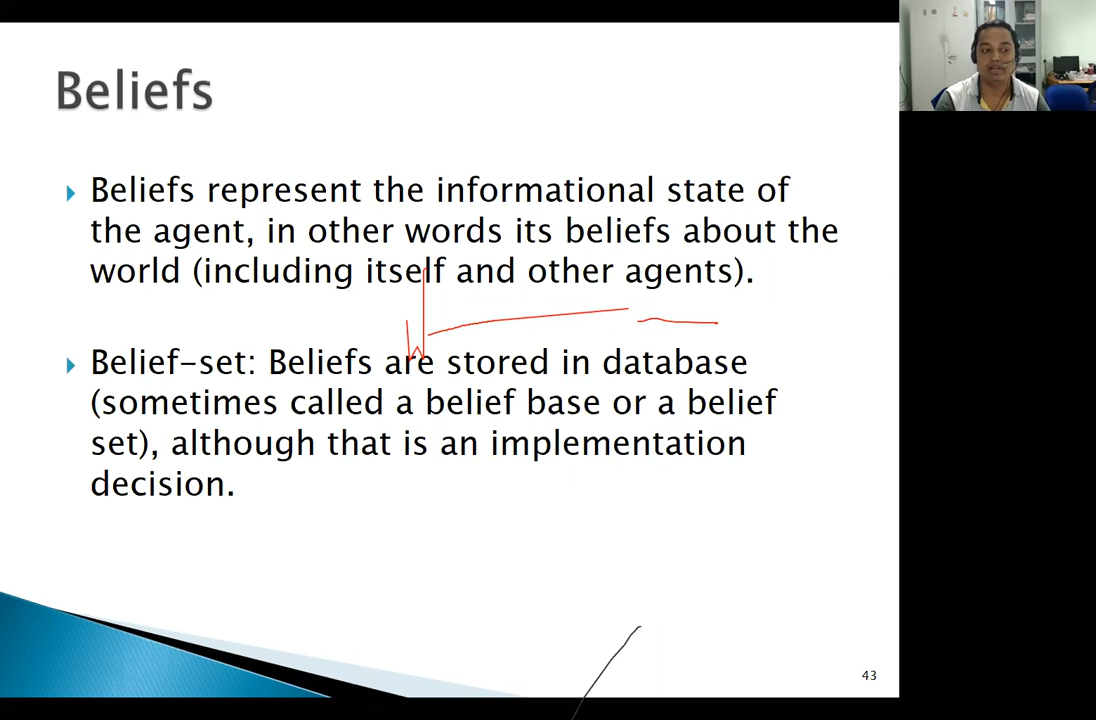 Beliefs
Beliefs represent the informational state of
the agent, in other words its beliefs about the
world (including itself and other agents).
Belief-set: Beliefs are stored in database
(sometimes called a belief base or a belief
set), although that is an implementation
decision.
43